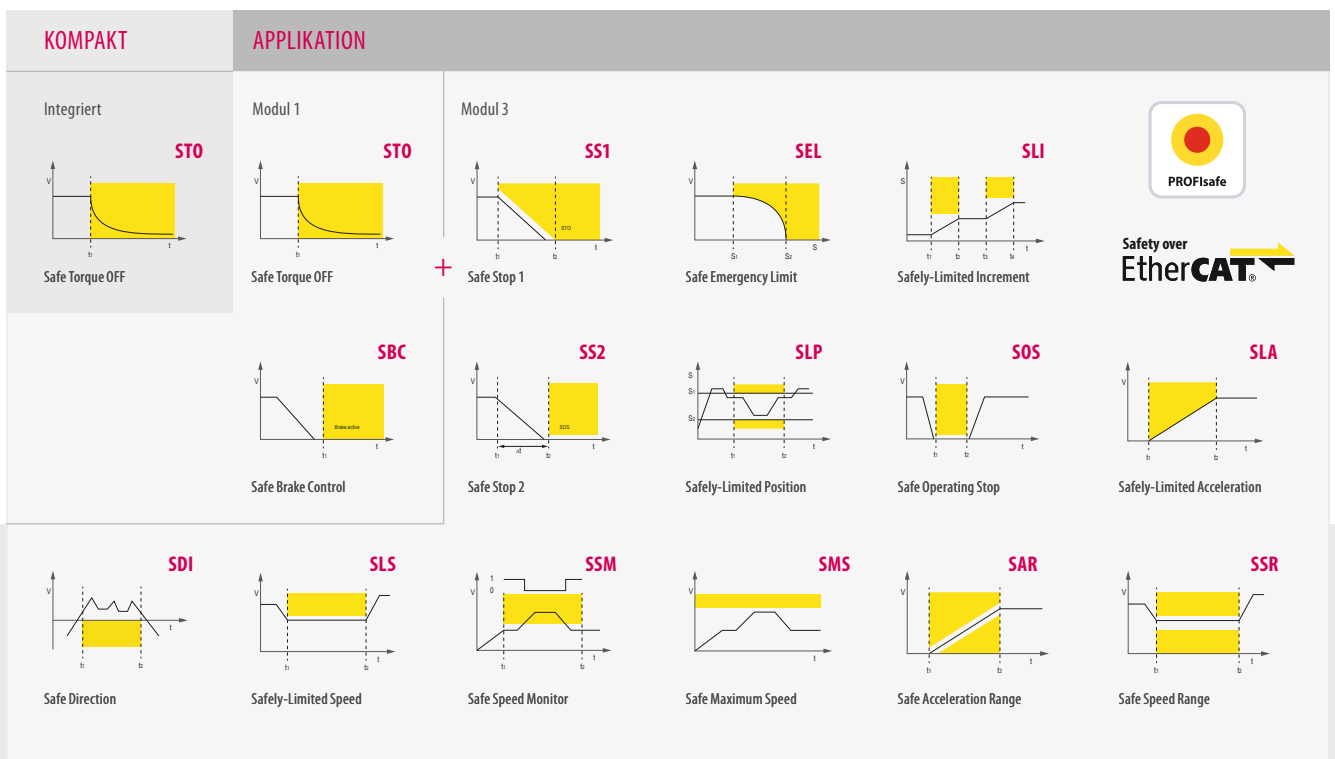 KOMPAKT
APPLIKATION
Integriert
Modul 1
Modul 3
STO
V
t1
t
Safe Torque OFF
STO
V
t1
t
Safe Torque OFF
+
SS1
V
STO
t1
t2
t
Safe Stop 1
SEL
V
S1
S2
S
Safe Emergency Limit
SLI
S
t1
t2
t3
t4
t
Safely-Limited Increment
PROFIsafe
Safety over
EtherCAT®
SBC
V
Brake active
t1
t
Safe Brake Control
SS2
V
SOS
t1
Δt
t2
t
Safe Stop 2
SLP
S
S1
S2
t1
t2
t
Safely-Limited Position
SOS
V
t1
t2
t
Safe Operating Stop
SLA
V
t1
t2
t
Safely-Limited Acceleration
SDI
V
t1
t2
t
Safe Direction
SLS
V
t1
t2
t
Safely-Limited Speed
SSM
1
0
V
t1
t2
t
Safe Speed Monitor
SMS
V
t
Safe Maximum Speed
SAR
V
t1
t2
t
Safe Acceleration Range
SSR
V
t1
t2
t
Safe Speed Range